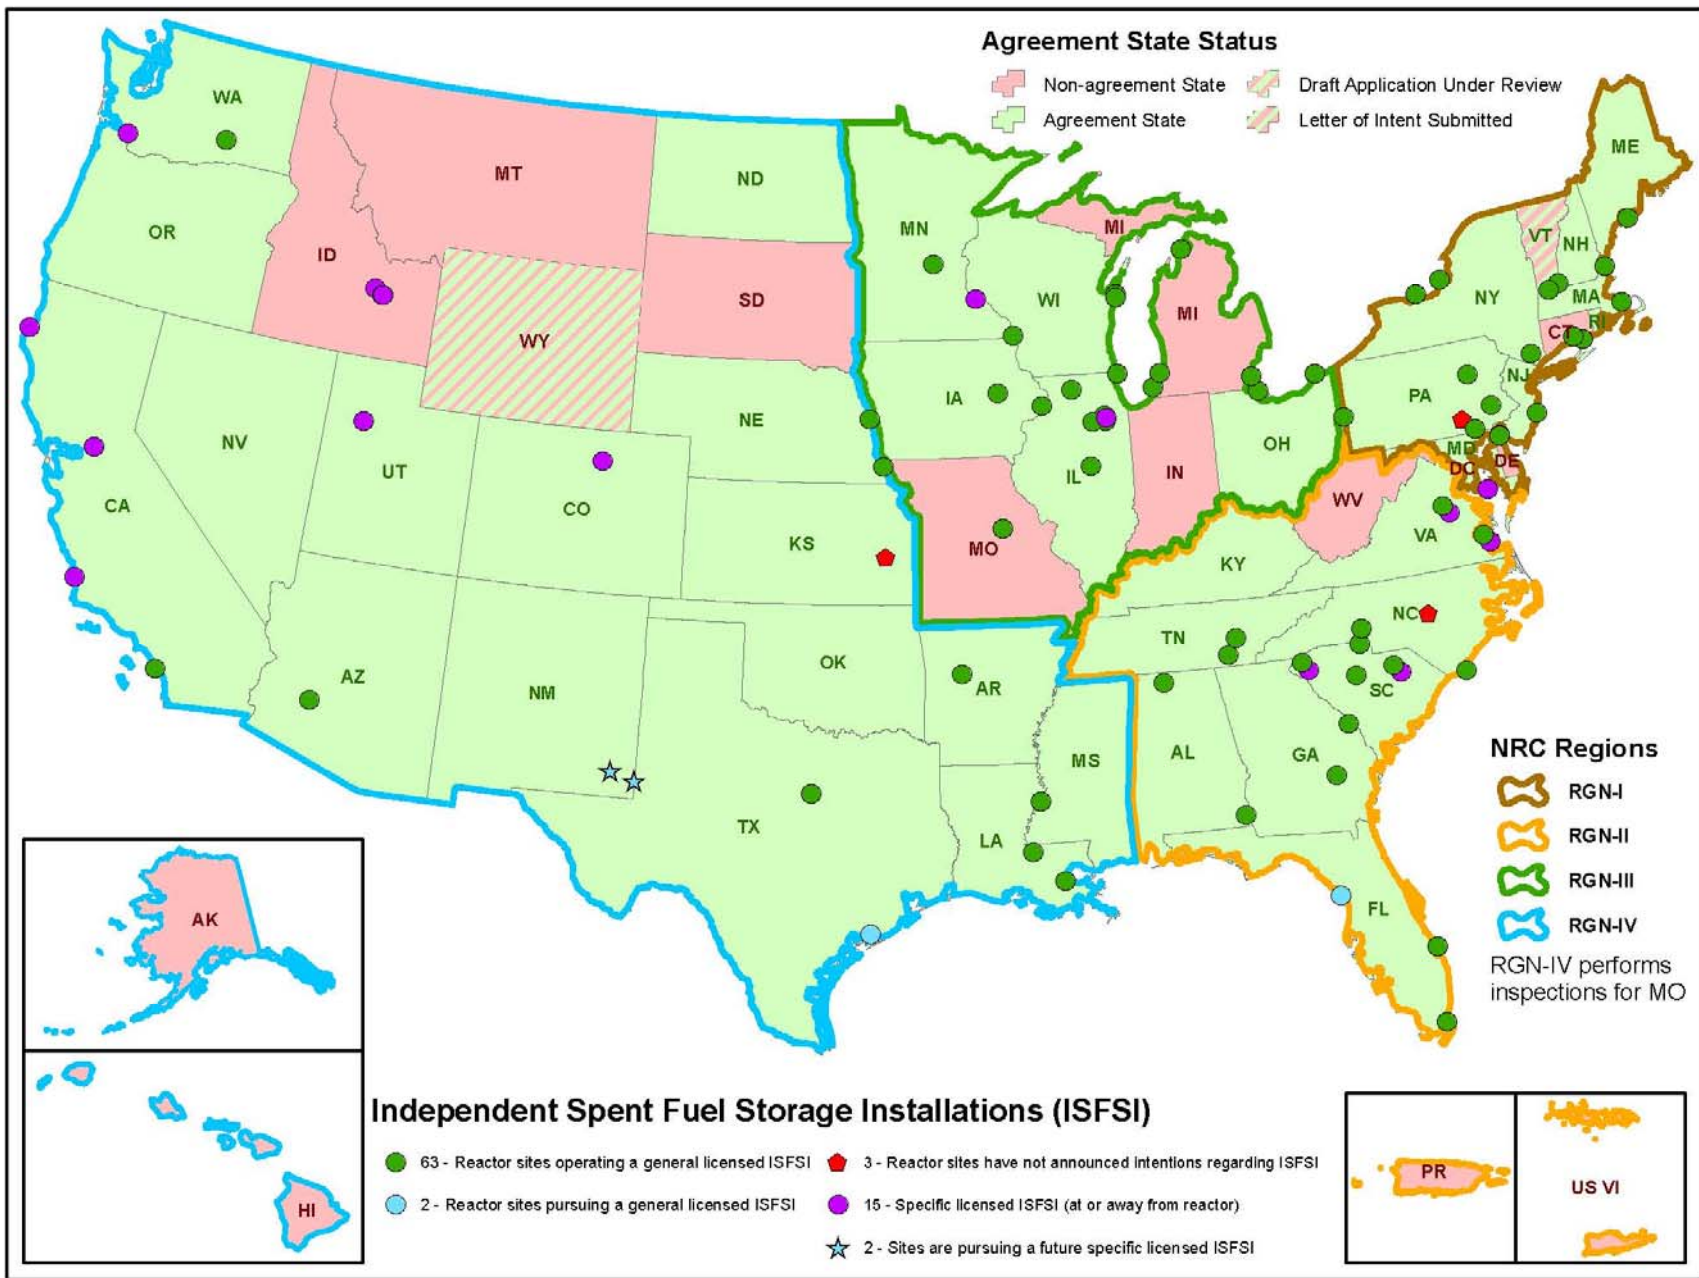 Agreement State Status
Non-agreement State
Draft Application Under Review
Agreement State
Letter of Intent Submitted
WA
MT
ND
ME
OR
ID
MN
MI
VT
NH
SD
WI
NY
MA
WY
MI
CT
RI
IA
PA
NJ
NE
NV
OH
MD
UT
IL
IN
DC
DE
CA
CO
WV
KS
MO
VA
KY
NC
TN
OK
AZ
NM
AR
SC
MS
AL
GA
NRC Regions
RGN-I
TX
LA
RGN-II
RGN-III
AK
FL
RGN-IV
RGN-IV performs
inspections for MO
Independent Spent Fuel Storage Installations (ISFSI)
63 - Reactor sites operating a general licensed ISFSI
3 - Reactor sites have not announced intentions regarding ISFSI
PR
US VI
2 - Reactor sites pursuing a general licensed ISFSI
15 - Specific licensed ISFSI (at or away from reactor)
HI
2 - Sites are pursuing a future specific licensed ISFSI